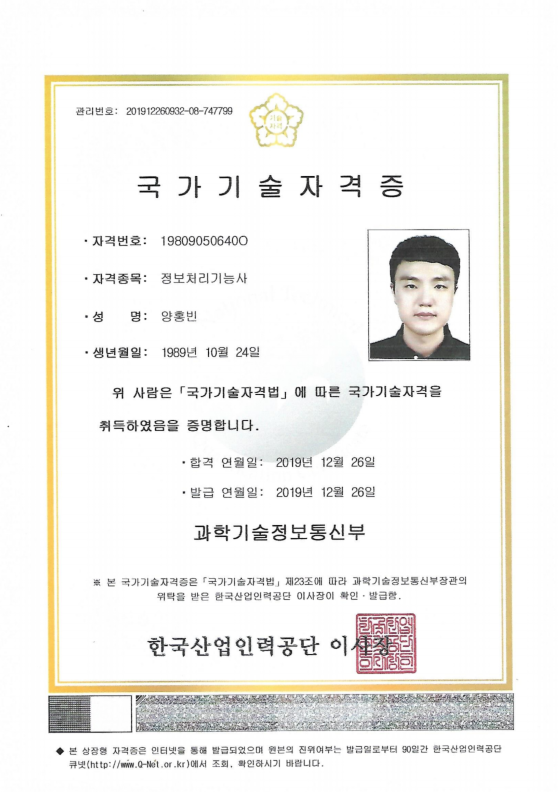 관리번호: 201912260932-08-747799
국가기술자격증
· 자격번호: 19809050640O
· 자격종목: 정보처리기능사
· 성 명: 양홍빈
· 생년월일: 1989년 10월 24일
위 사람은 「국가기술자격법」에 따른 국가기술자격을
취득하였음을 증명합니다.
· 합격 연월일: 2019년 12월 26일
· 발급 연월일: 2019년 12월 26일
과학기술정보통신부
※ 본 국가기술자격증은 「국가기술자격법」 제23조에 따라 과학기술정보통신부장관의
위탁을 받은 한국산업인력공단 이사장이 확인·발급함.
한국산업인력공단 이사장
◆ 본 상장형 자격증은 인터넷을 통해 발급되었으며 원본의 진위여부는 발급일로부터 90일간 한국산업인력공단
큐넷(http://www.Q-Net.or.kr)에서 조회, 확인하시기 바랍니다.